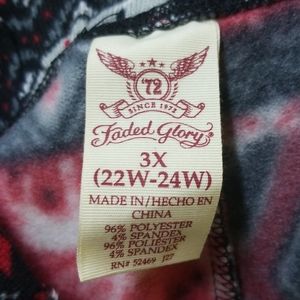 '72
SINCE 1972
Faded Glory
3X
(22W-24W)
MADE IN/HECHO EN
CHINA
96% POLYESTER
4% SPANDEX
96% POLIÉSTER
4% SPANDEX
RN# 52469 J27